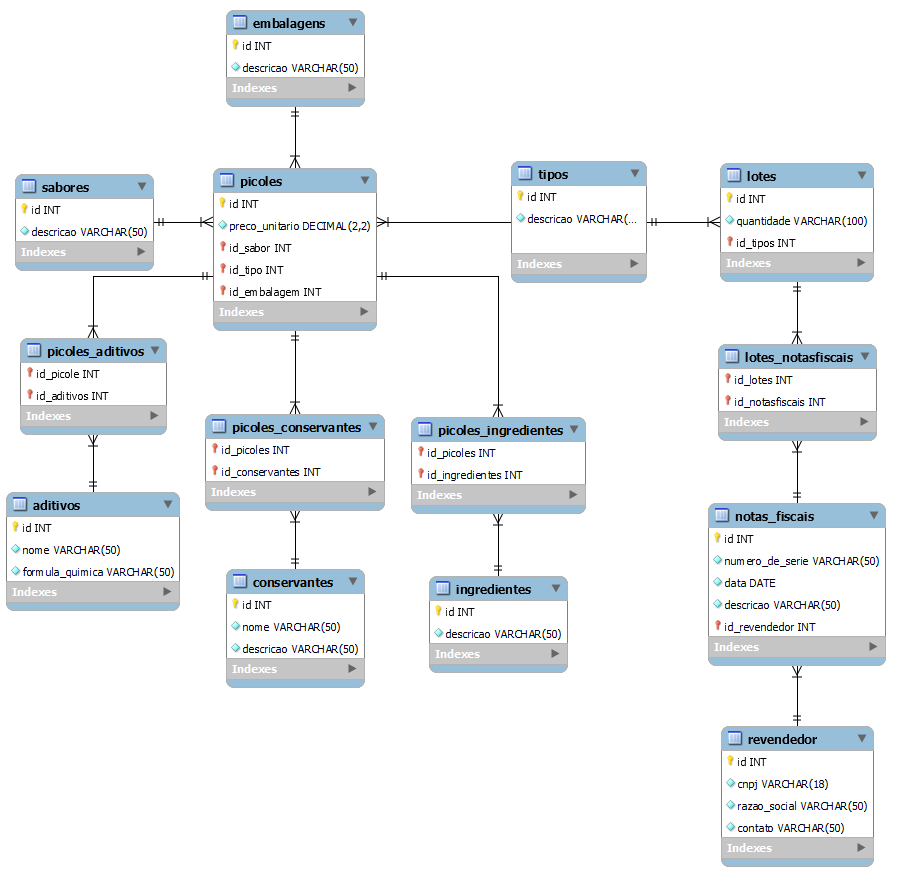 embalagens
id INT
descricao VARCHAR(50)
Indexes
sabores
id INT
descricao VARCHAR(50)
Indexes
picoles
id INT
preco_unitario DECIMAL(2,2)
id_sabor INT
id_tipo INT
id_embalagem INT
Indexes
tipos
id INT
descricao VARCHAR(...
Indexes
lotes
id INT
quantidade VARCHAR(100)
id_tipos INT
Indexes
picoles_aditivos
id_picole INT
id_aditivos INT
Indexes
picoles_conservantes
id_picoles INT
id_conservantes INT
Indexes
picoles_ingredientes
id_picoles INT
id_ingredientes INT
Indexes
lotes_notasfiscais
id_lotes INT
id_notasfiscais INT
Indexes
aditivos
id INT
nome VARCHAR(50)
formula_quimica VARCHAR(50)
Indexes
conservantes
id INT
nome VARCHAR(50)
descricao VARCHAR(50)
Indexes
ingredientes
id INT
descricao VARCHAR(50)
Indexes
notas_fiscais
id INT
numero_de_serie VARCHAR(50)
data DATE
descricao VARCHAR(50)
id_revendedor INT
Indexes
revendedor
id INT
cnpj VARCHAR(18)
razao_social VARCHAR(50)
contato VARCHAR(50)
Indexes